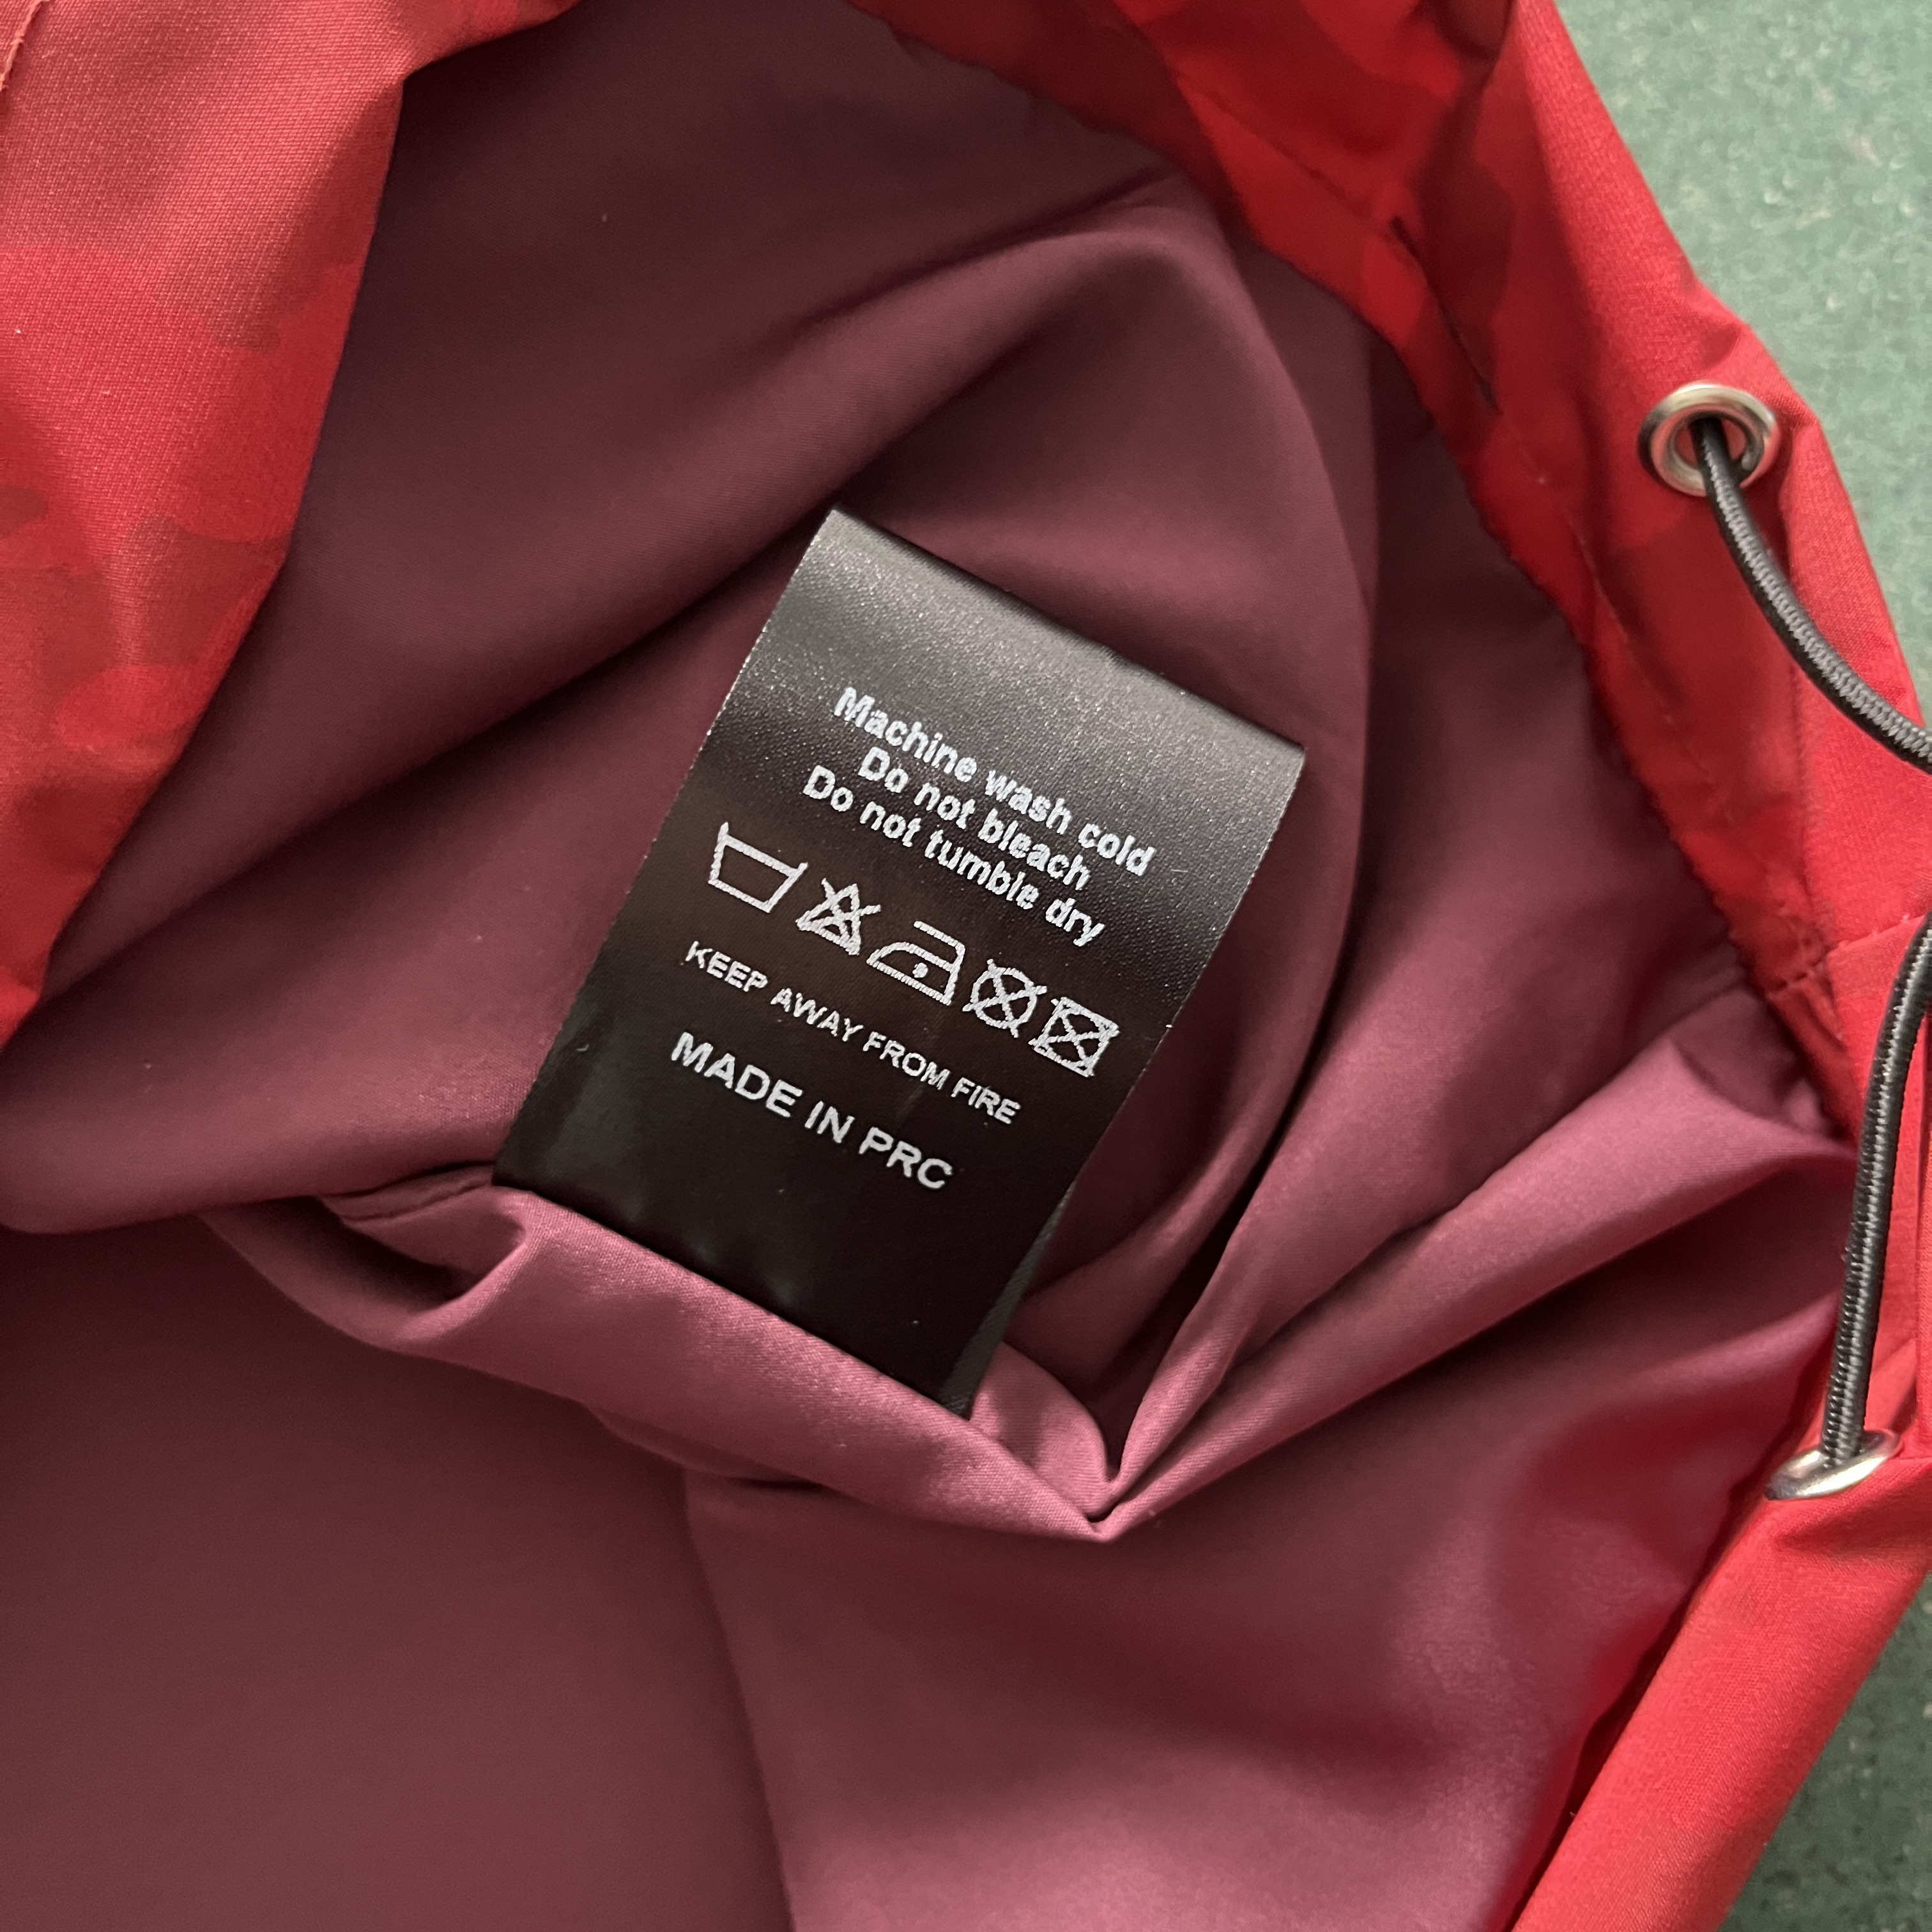 Machine wash cold
Do not bleach
Do not tumble dry
KEEP AWAY FROM FIRE
MADE IN PRC